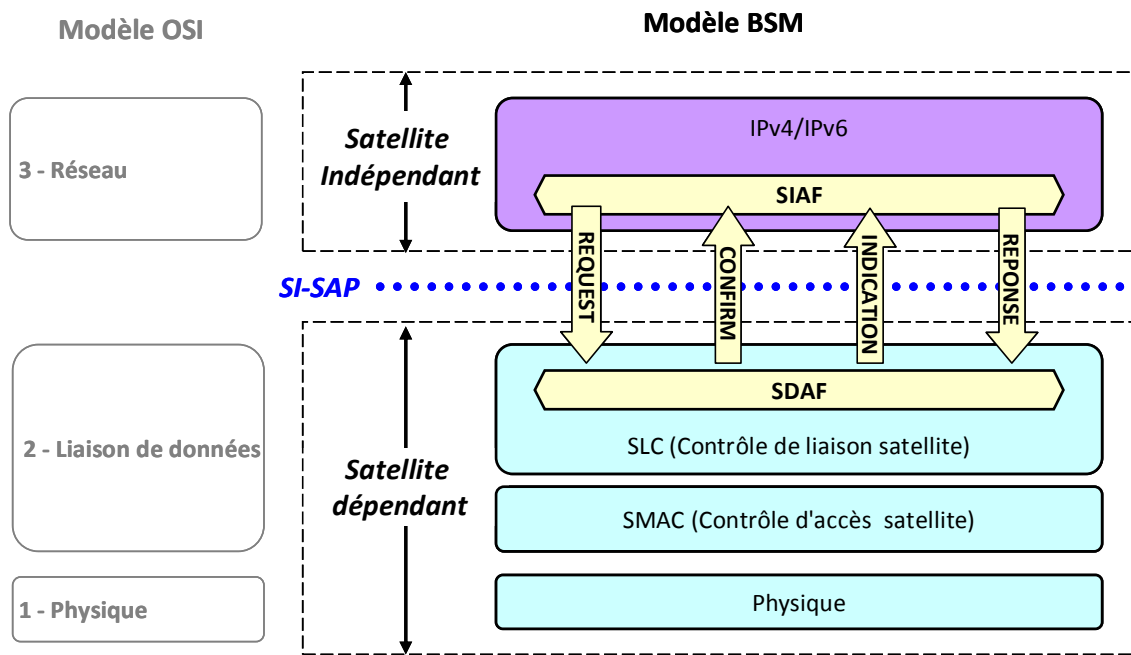 Modèle OSI
Modèle BSM
3 - Réseau
Satellite
Indépendant
IPv4/IPv6
SIAF
REQUEST
CONFIRM
INDICATION
REPONSE
SI-SAP
2 - Liaison de données
Satellite
dépendant
SDAF
SLC (Contrôle de liaison satellite)
SMAC (Contrôle d'accès  satellite)
1 - Physique
Physique